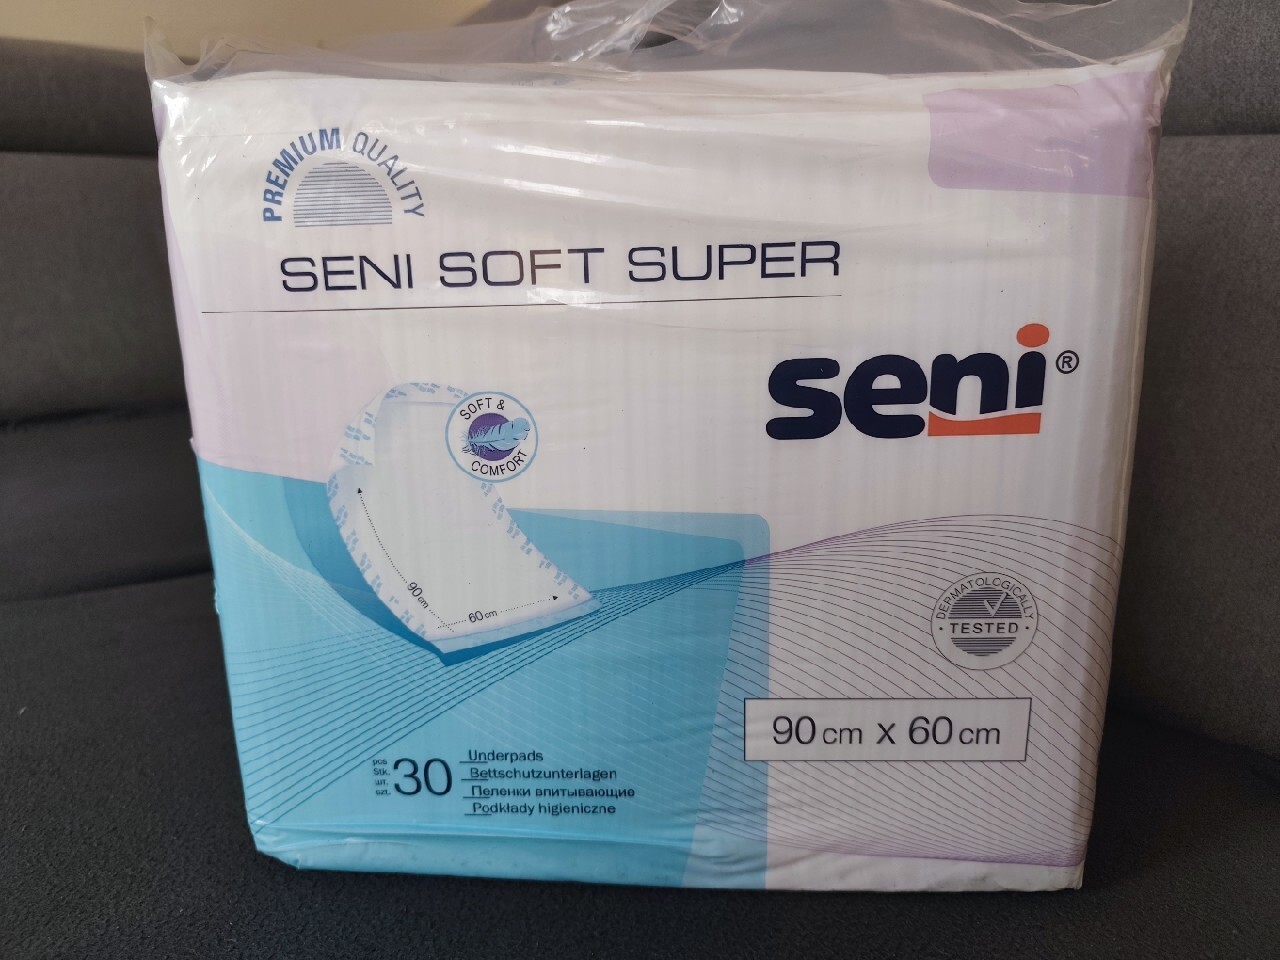 PREMIUM QUALITY
SENI SOFT SUPER
seni®
SOFT &
COMFORT
90 cm
60 cm
DERMATOLOGICALLY
TESTED
90 cm x 60 cm
pcs
Stk.
шт.
szt.
30
Underpads
Bettschutzunterlagen
Пеленки впитывающие
Podkłady higieniczne